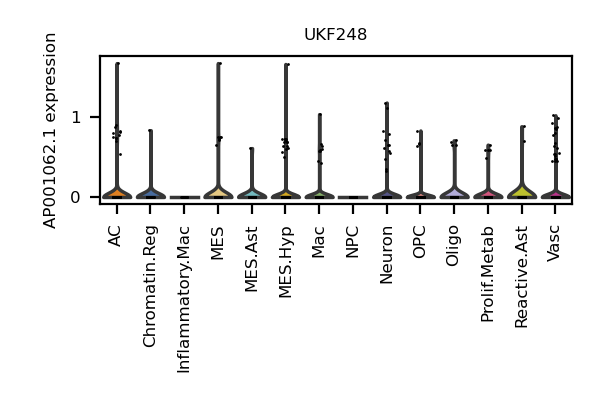 UKF248
AP001062.1 expression
1
0
AC
Chromatin.Reg
Inflammatory.Mac
MES
MES.Ast
MES.Hyp
Mac
NPC
Neuron
OPC
Oligo
Prolif.Metab
Reactive.Ast
Vasc